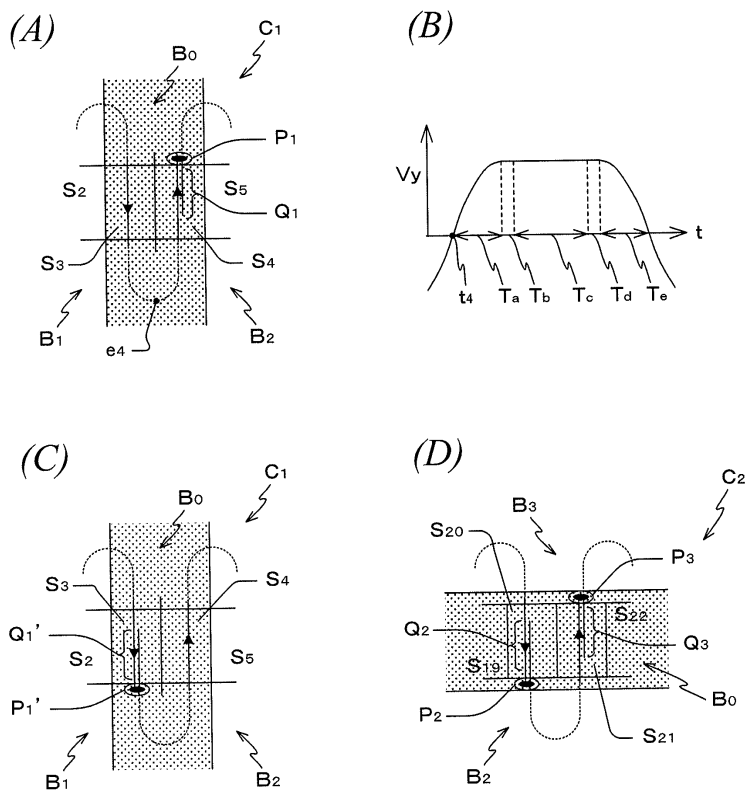 (A)
C1
B0
P1
S2
S5
Q1
S3
S4
B1
B2
e4
(B)
Vy
t
t4 Ta Tb Tc Td Te
(C)
C1
B0
S3
S4
Q1'
S2
S5
P1'
B1
B2
(D)
C2
B3
S20
P3
S22
Q2
Q3
S19
B0
P2
S21
B2